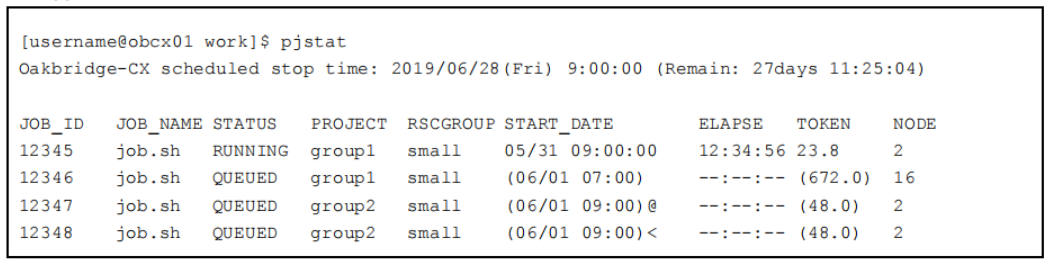 [username@obcx01 work]$ pjstat
Oakbridge-CX scheduled stop time: 2019/06/28(Fri) 9:00:00 (Remain: 27days 11:25:04)
JOB_ID JOB_NAME STATUS PROJECT RSCGROUP START_DATE ELAPSE TOKEN NODE
12345 job.sh RUNNING group1 small 05/31 09:00:00 12:34:56 23.8 2
12346 job.sh QUEUED group1 small (06/01 07:00) --:--:-- (672.0) 16
12347 job.sh QUEUED group2 small (06/01 09:00)@ --:--:-- (48.0) 2
12348 job.sh QUEUED group2 small (06/01 09:00)< --:--:-- (48.0) 2